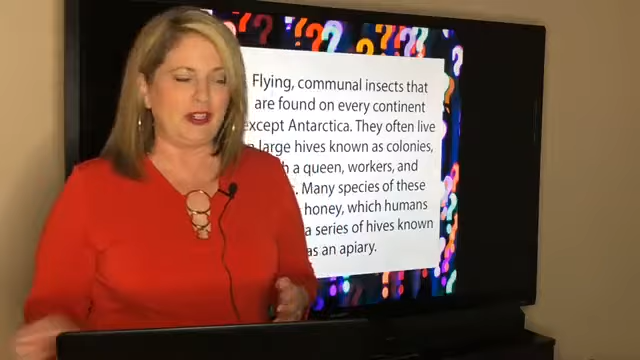 Flying, communal insects that
are found on every continent
except Antarctica. They often live
large hives known as colonies,
a queen, workers, and
Many species of these
honey, which humans
a series of hives known
as an apiary.